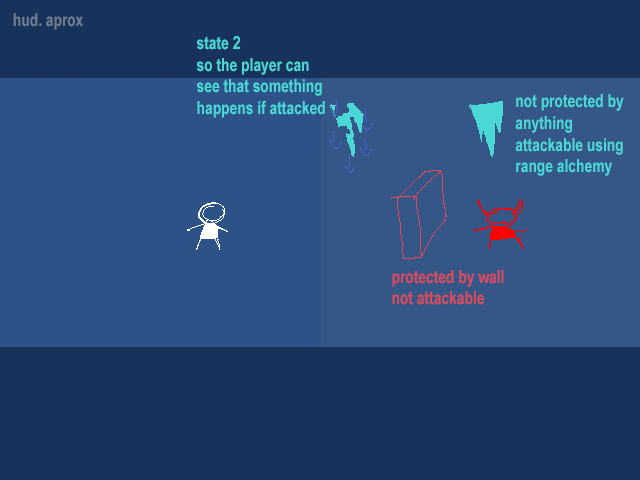 hud. aprox
state 2
so the player can
see that something
happens if attacked
not protected by
anything
attackable using
range alchemy
protected by wall
not attackable